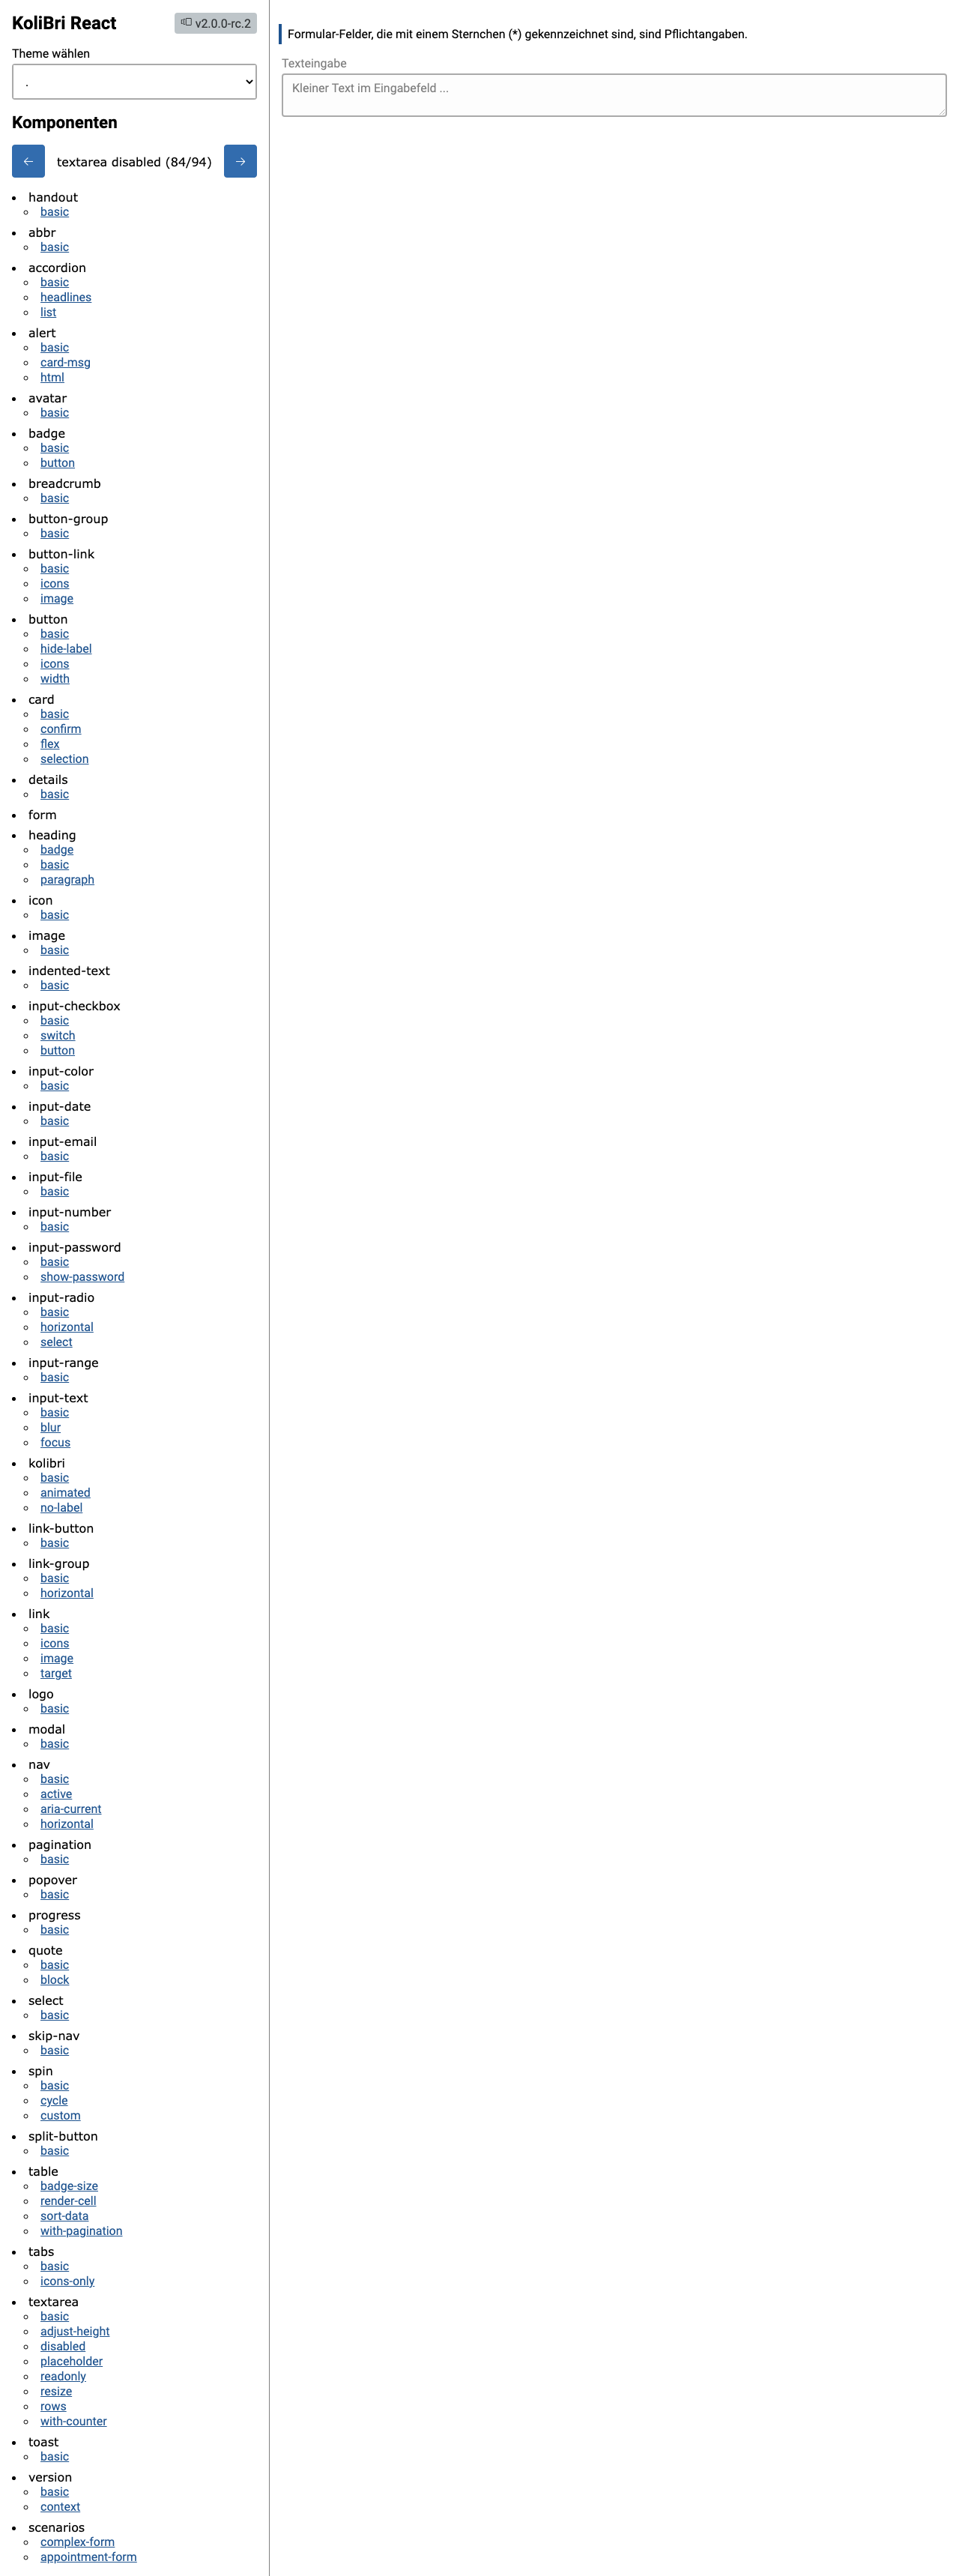 KoliBri React
v2.0.0-rc.2
Theme wählen
.
Komponenten
← textarea disabled (84/94) →
handout
basic
abbr
basic
accordion
basic
headlines
list
alert
basic
card-msg
html
avatar
basic
badge
basic
button
breadcrumb
basic
button-group
basic
button-link
basic
icons
image
button
basic
hide-label
icons
width
card
basic
confirm
flex
selection
details
basic
form
heading
badge
basic
paragraph
icon
basic
image
basic
indented-text
basic
input-checkbox
basic
switch
button
input-color
basic
input-date
basic
input-email
basic
input-file
basic
input-number
basic
input-password
basic
show-password
input-radio
basic
horizontal
select
input-range
basic
input-text
basic
blur
focus
kolibri
basic
animated
no-label
link-button
basic
link-group
basic
horizontal
link
basic
icons
image
target
logo
basic
modal
basic
nav
basic
active
aria-current
horizontal
pagination
basic
popover
basic
progress
basic
quote
basic
block
select
basic
skip-nav
basic
spin
basic
cycle
custom
split-button
basic
table
badge-size
render-cell
sort-data
with-pagination
tabs
basic
icons-only
textarea
basic
adjust-height
disabled
placeholder
readonly
resize
rows
with-counter
toast
basic
version
basic
context
scenarios
complex-form
appointment-form
Formular-Felder, die mit einem Sternchen (*) gekennzeichnet sind, sind Pflichtangaben.
Texteingabe
Kleiner Text im Eingabefeld ...